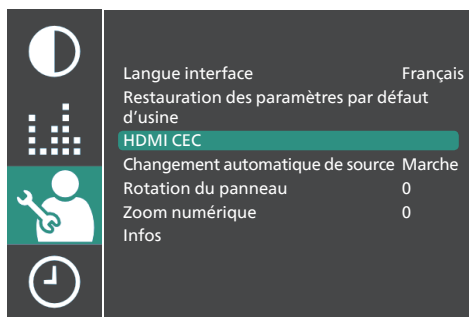 Langue interface Français
Restauration des paramètres par défaut
d'usine
HDMI CEC
Changement automatique de source Marche
Rotation du panneau 0
Zoom numérique 0
Infos